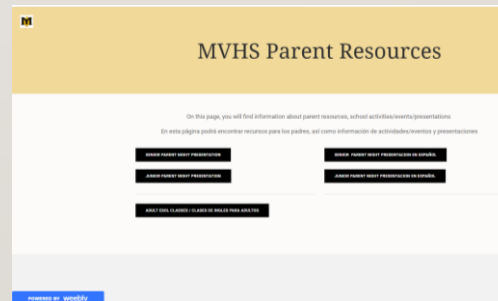 M
MVHS Parent Resources
On this page, you will find information about parent resources, school activities/events/presentations
En esta página podrá encontrar recursos para los padres, así como información de actividades/eventos y presentaciones
SENIOR PARENT NIGHT PRESENTATION
SENIOR PARENT NIGHT PRESENTACION EN ESPAÑOL
JUNIOR PARENT NIGHT PRESENTATION
JUNIOR PARENT NIGHT PRESENTACION EN ESPAÑOL
ADULT ESOL CLASSES / CLASES DE INGLES PARA ADULTOS
POWERED BY weebly